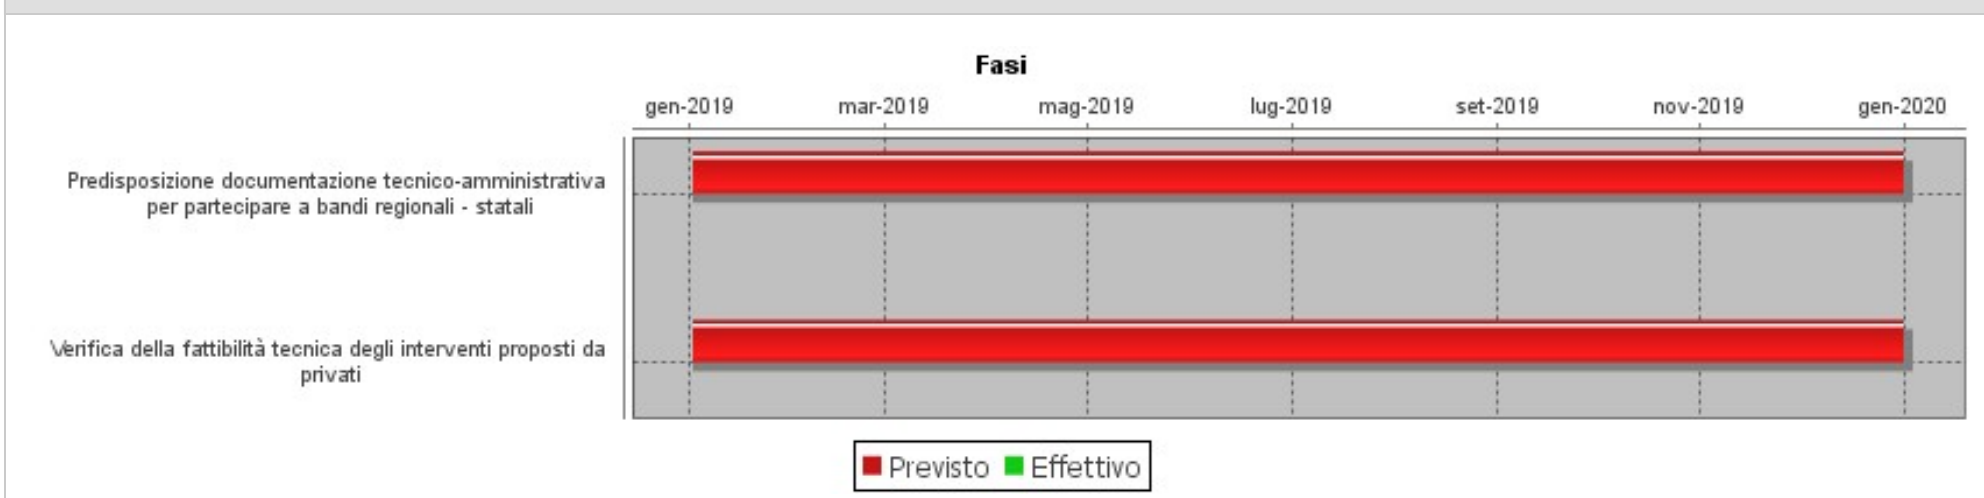 Fasi
gen-2019 mar-2019 mag-2019 lug-2019 set-2019 nov-2019 gen-2020
Predisposizione documentazione tecnico-amministrativa
per partecipare a bandi regionali - statali
Verifica della fattibilità tecnica degli interventi proposti da
privati
Previsto Effettivo